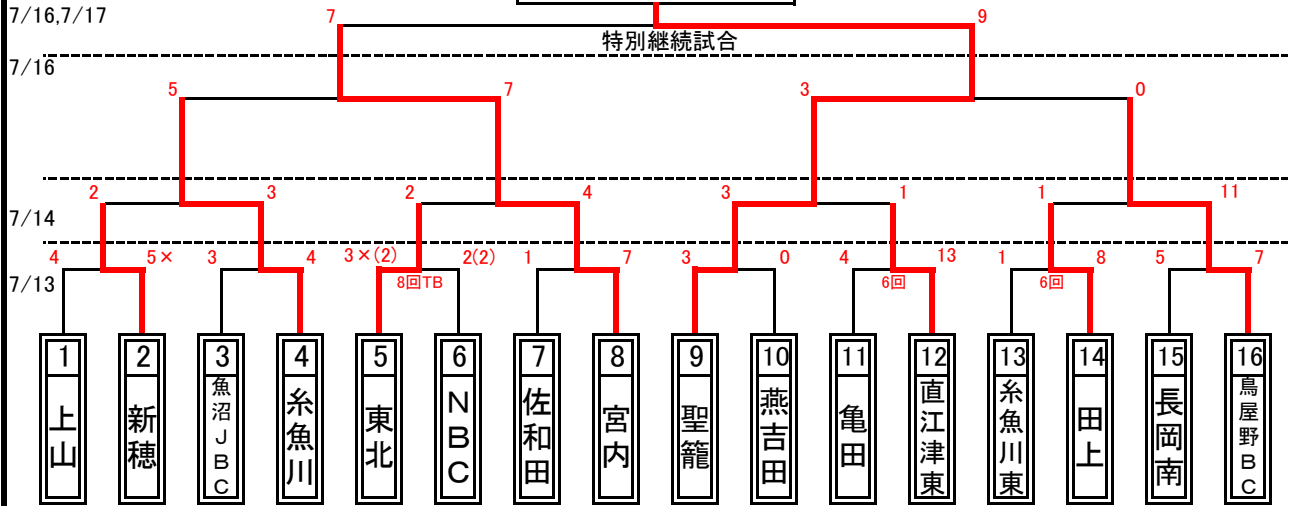 7/16,7/17
7
9
特別継続試合
7/16
5
7
3
0
2
3
2
4
3
1
1
11
7/14
4
5×
3
4
3×(2)
2(2)
1
7
3
0
4
13
1
8
5
7
7/13
8回TB
6回
6回
1
2
3
4
5
6
7
8
9
10
11
12
13
14
15
16
上山
新穂
魚沼JBC
糸魚川
東北
NBC
佐和田
宮内
聖籠
燕吉田
亀田
直江津東
糸魚川東
田上
長岡南
鳥屋野BC